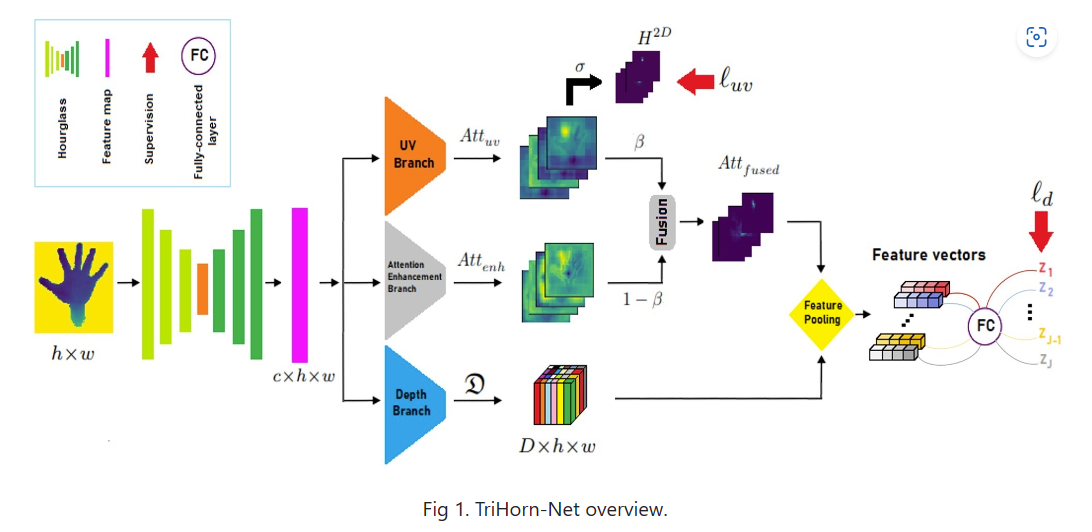 Hourglass
Feature map
Supervision
FC
Fully-connected
layer
h×w
c×h×w
UV
Branch
Att_uv
σ
H^2D
ℓ_uv
β
Attention
Enhancement
Branch
Att_enh
1 − β
Fusion
Att_fused
Depth
Branch
𝔇
D×h×w
Feature
Pooling
Feature vectors
FC
ℓ_d
Z_1
Z_2
Z_J-1
Z_J
Fig 1. TriHorn-Net overview.